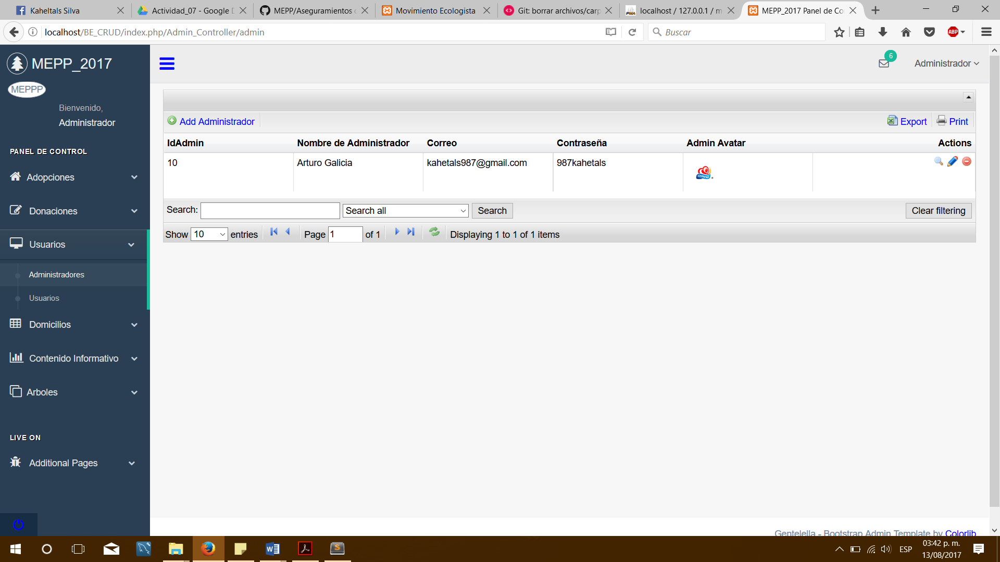 Kaheltals Silva
Actividad_07 - Google D
MEPP/Aseguramientos
Movimiento Ecologista
Git: borrar archivos/carp
localhost / 127.0.0.1 / m
MEPP_2017 Panel de Co
localhost/BE_CRUD/index.php/Admin_Controller/admin
Buscar
ABP
MEPP_2017
6
Administrador
MEPPP
Bienvenido,
Administrador
PANEL DE CONTROL
Adopciones
Donaciones
Usuarios
Administradores
Usuarios
Domicilios
Contenido Informativo
Arboles
LIVE ON
Additional Pages
Add Administrador
Export
Print
IdAdmin Nombre de Administrador Correo Contraseña Admin Avatar Actions
10 Arturo Galicia kahetals987@gmail.com 987kahetals
Gamesa
Search: Search all Search Clear filtering
Show 10 entries Page 1 of 1 Displaying 1 to 1 of 1 items
Gentelella - Bootstrap Admin Template by Colorlib
ESP
03:42 p. m.
13/08/2017